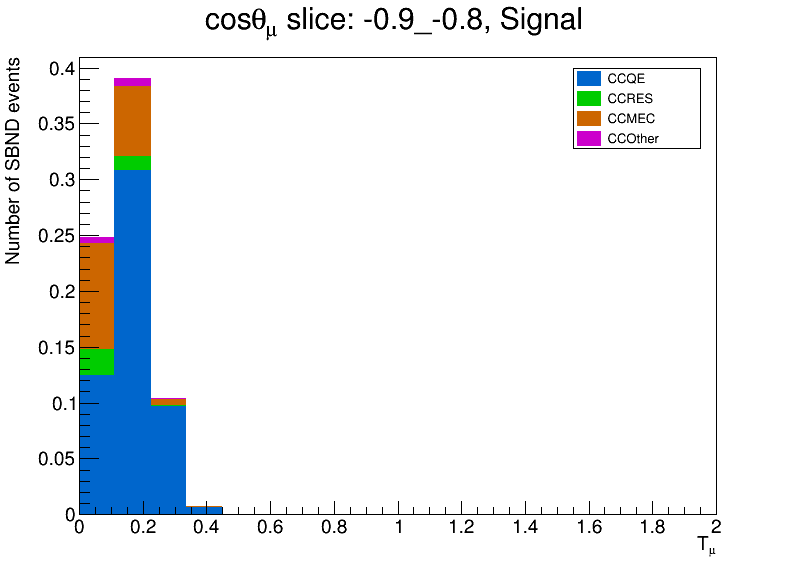 cosθμ slice: -0.9_-0.8, Signal
Number of SBND events
0.4
0.35
0.3
0.25
0.2
0.15
0.1
0.05
0
CCQE
CCRES
CCMEC
CCOther
0 0.2 0.4 0.6 0.8 1 1.2 1.4 1.6 1.8 2
Tμ